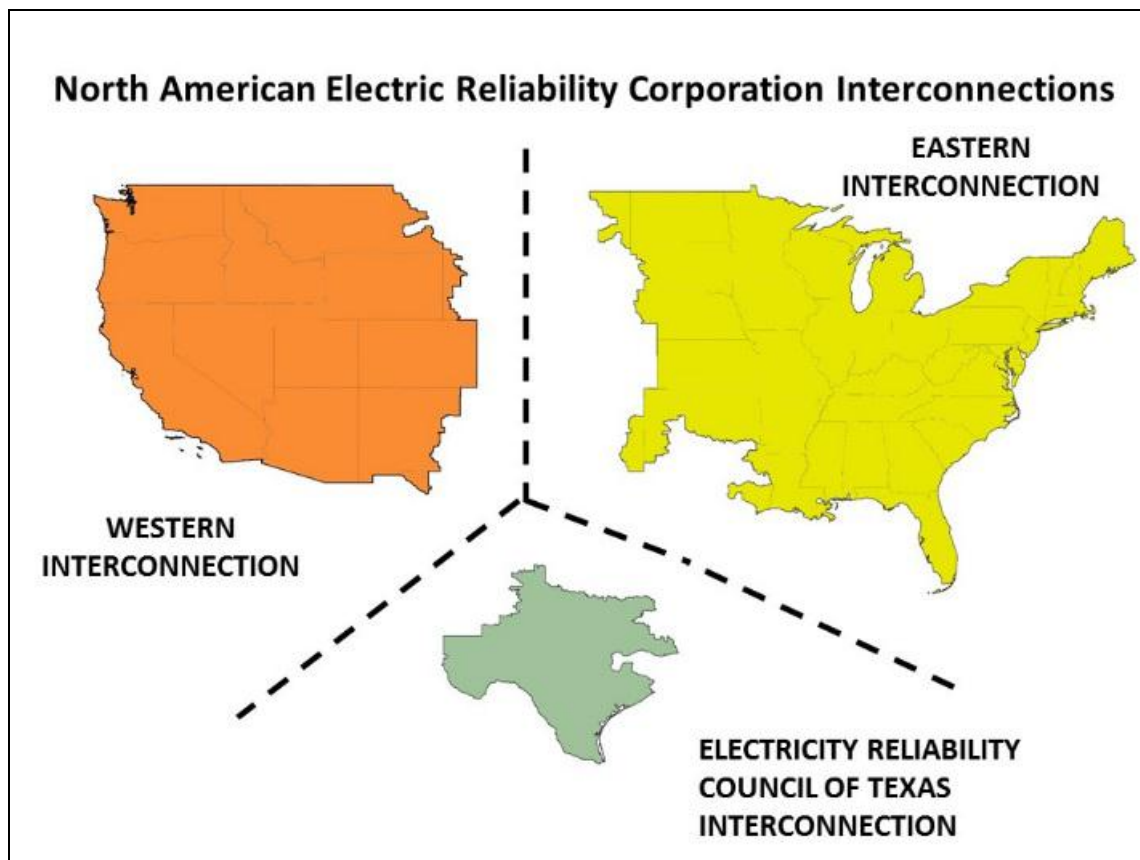 North American Electric Reliability Corporation Interconnections
EASTERN
INTERCONNECTION
WESTERN
INTERCONNECTION
ELECTRICITY RELIABILITY
COUNCIL OF TEXAS
INTERCONNECTION